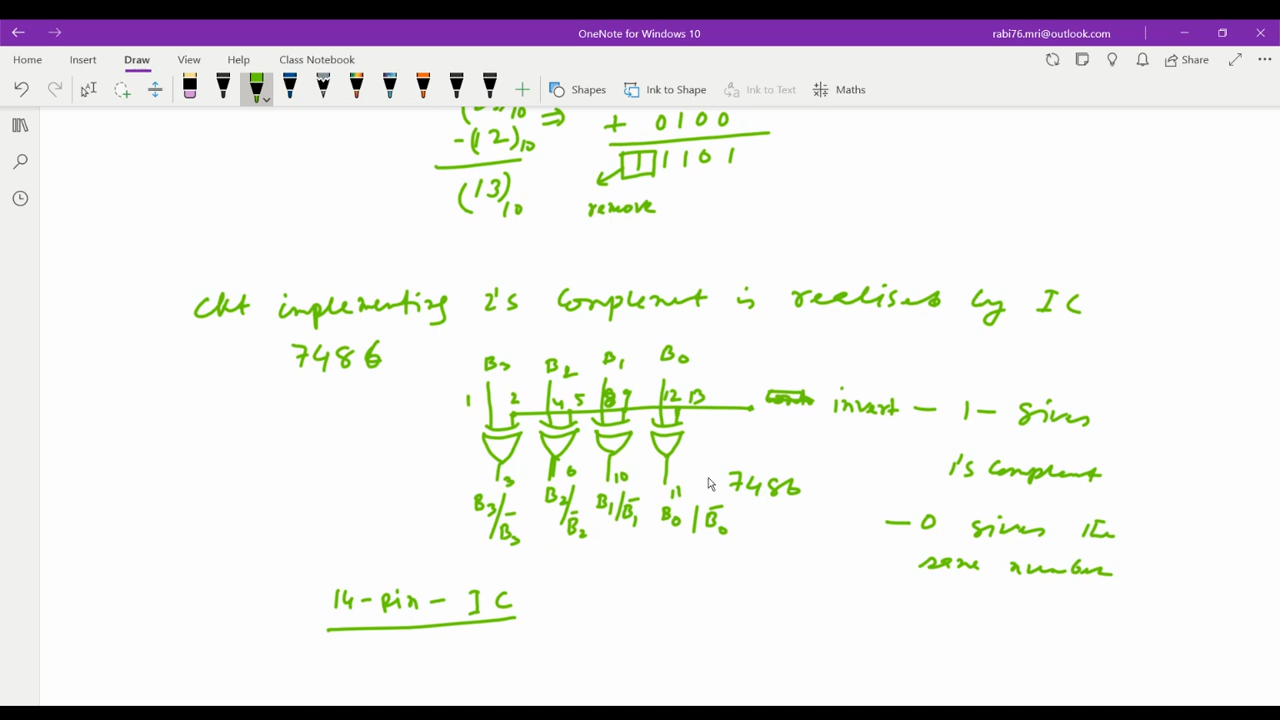 OneNote for Windows 10
rabi76.mri@outlook.com
Home Insert Draw View Help Class Notebook
Share
Shapes Ink to Shape Ink to Text Maths
)10 ⇒ + 0100
-(12)10
1 1101
(13)10
remove
Ckt implementing 2's Complement is realised by IC
7486
B3 B2 B1 B0
1 2 4 5 8 9 12 13 invert - 1 - gives
1's Complement
3 6 10 11 7486
B3/B̅3 B2/B̅2 B1/B̅1 B0/B̅0
- 0 gives the
same number
14-pin-IC